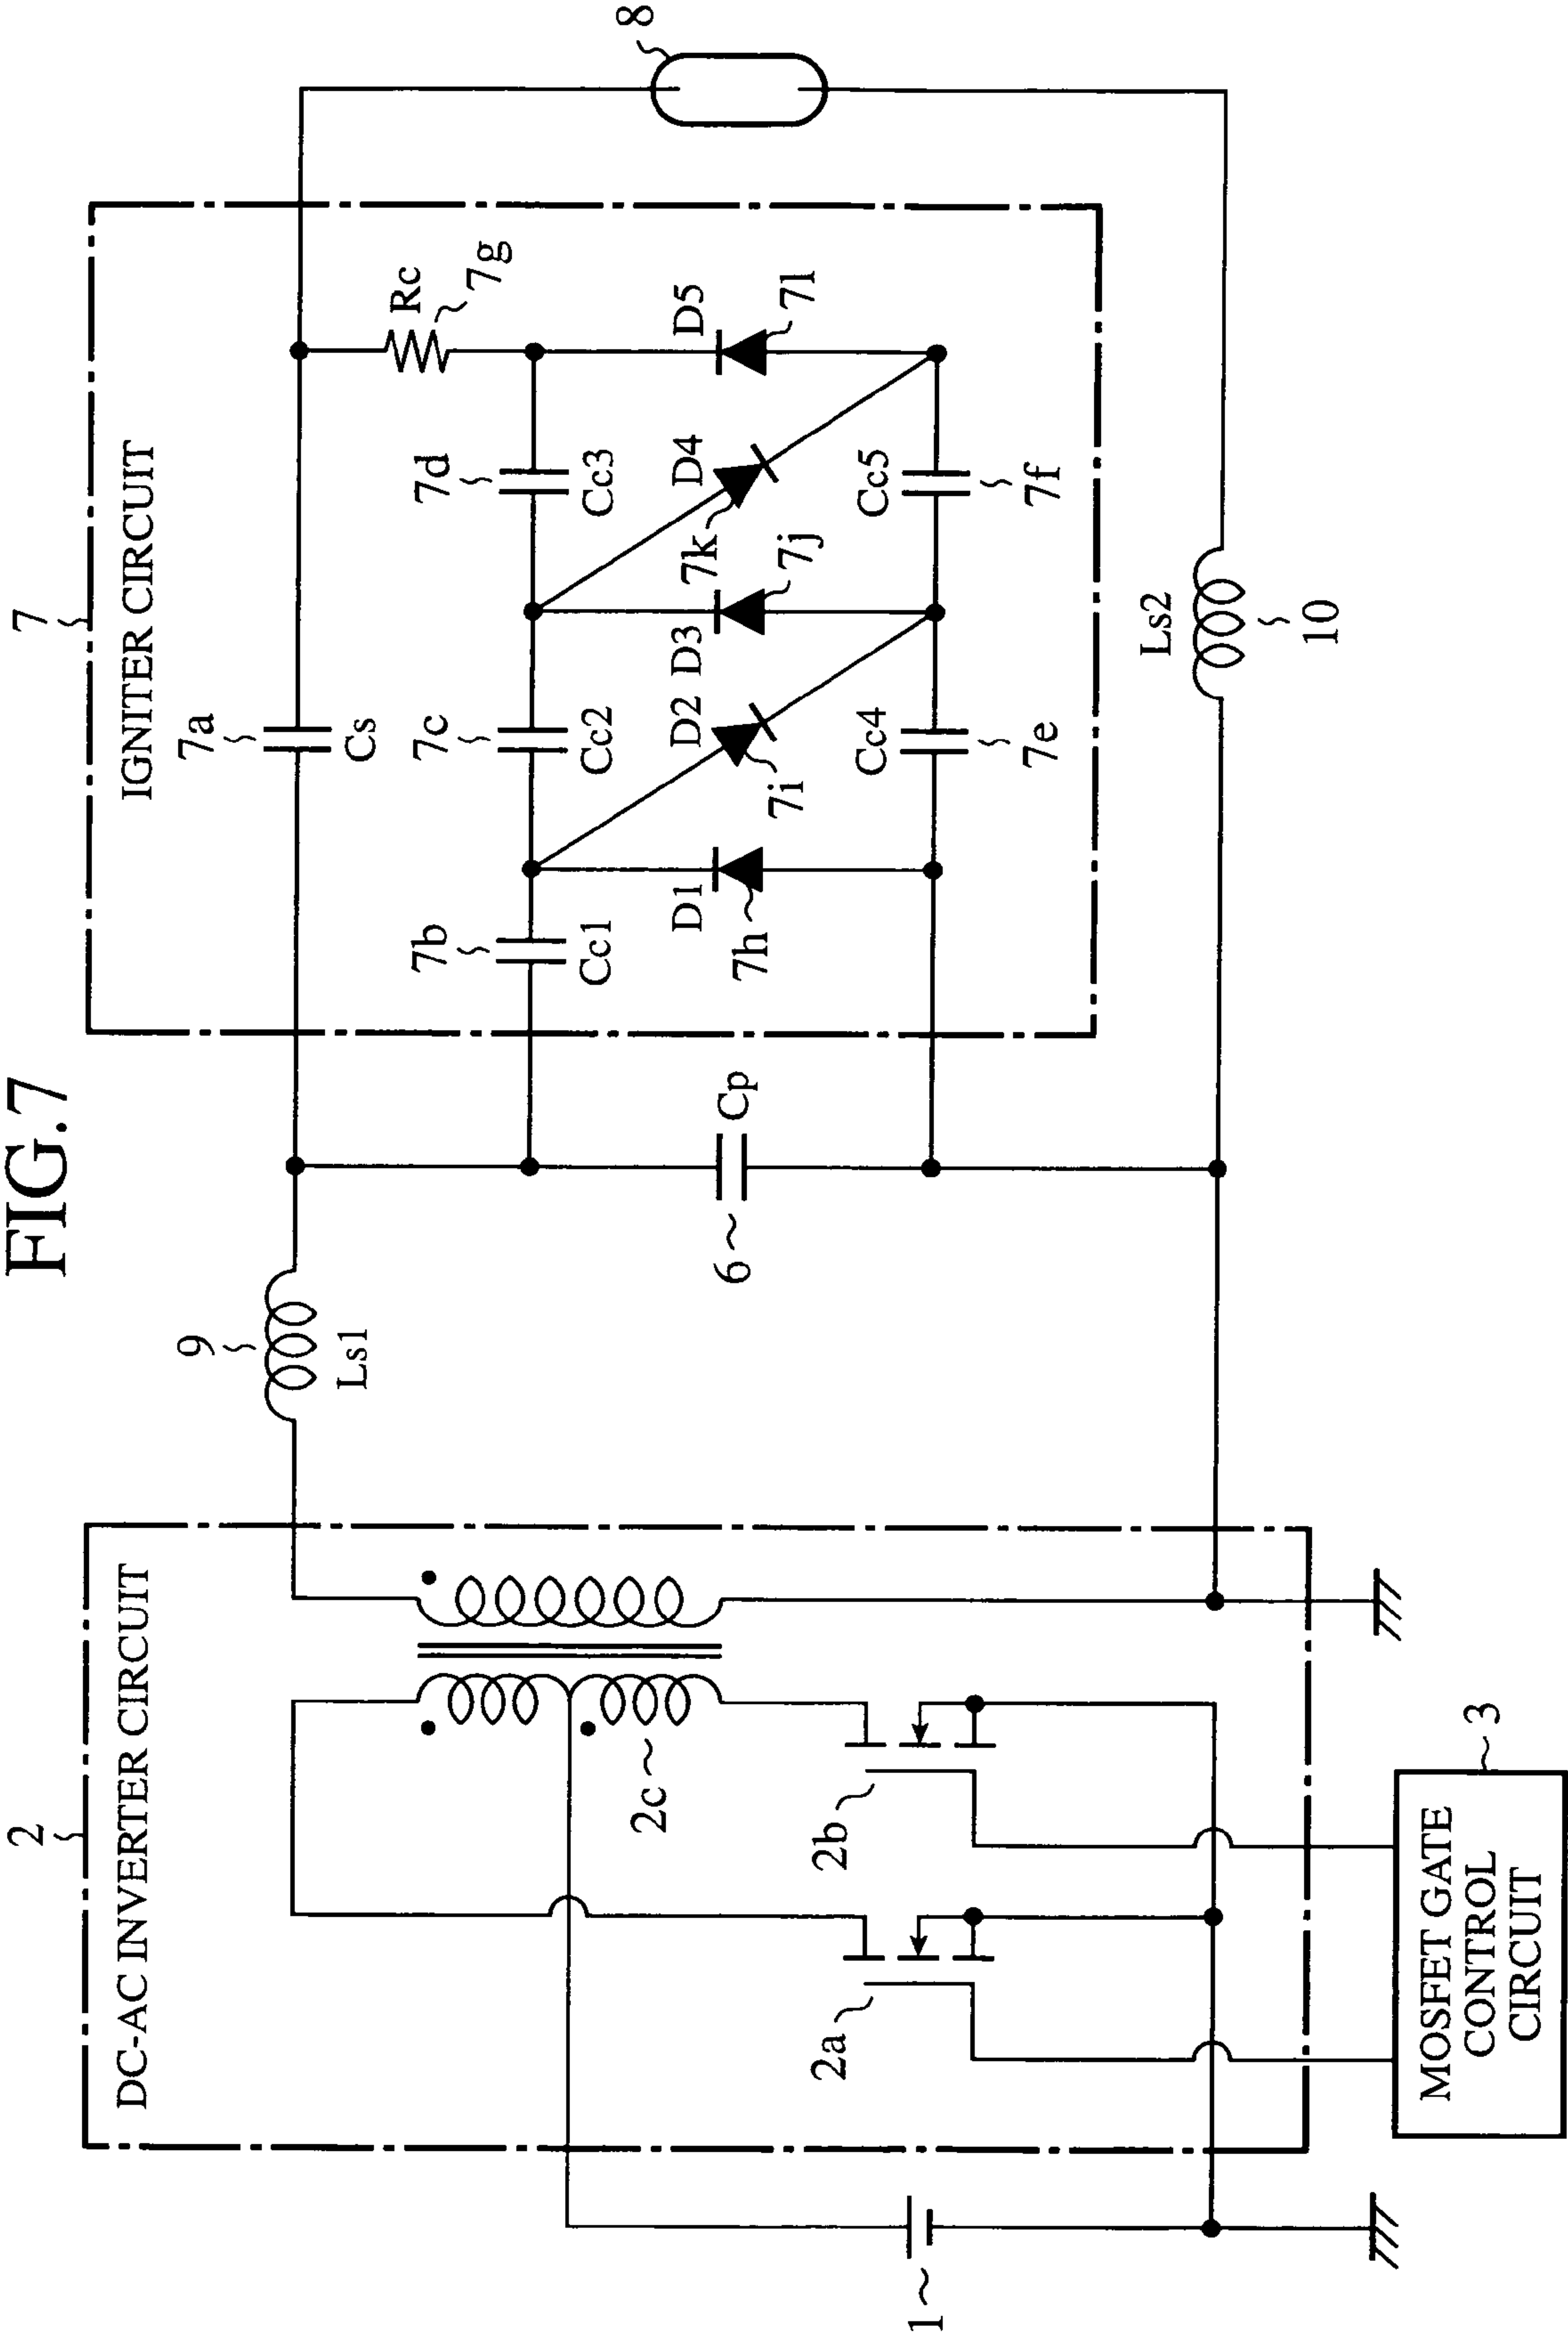 FIG.7
2
DC-AC INVERTER CIRCUIT
1
2a
2b
2c
MOSFET GATE
CONTROL
CIRCUIT
3
9
Ls1
6
Cp
7
IGNITER CIRCUIT
7a
Cs
7b
Cc1
7c
Cc2
7d
Cc3
Rc
7g
D1
7h
D2
7i
D3
7j
D4
7k
D5
7l
Cc4
7e
Cc5
7f
Ls2
10
8